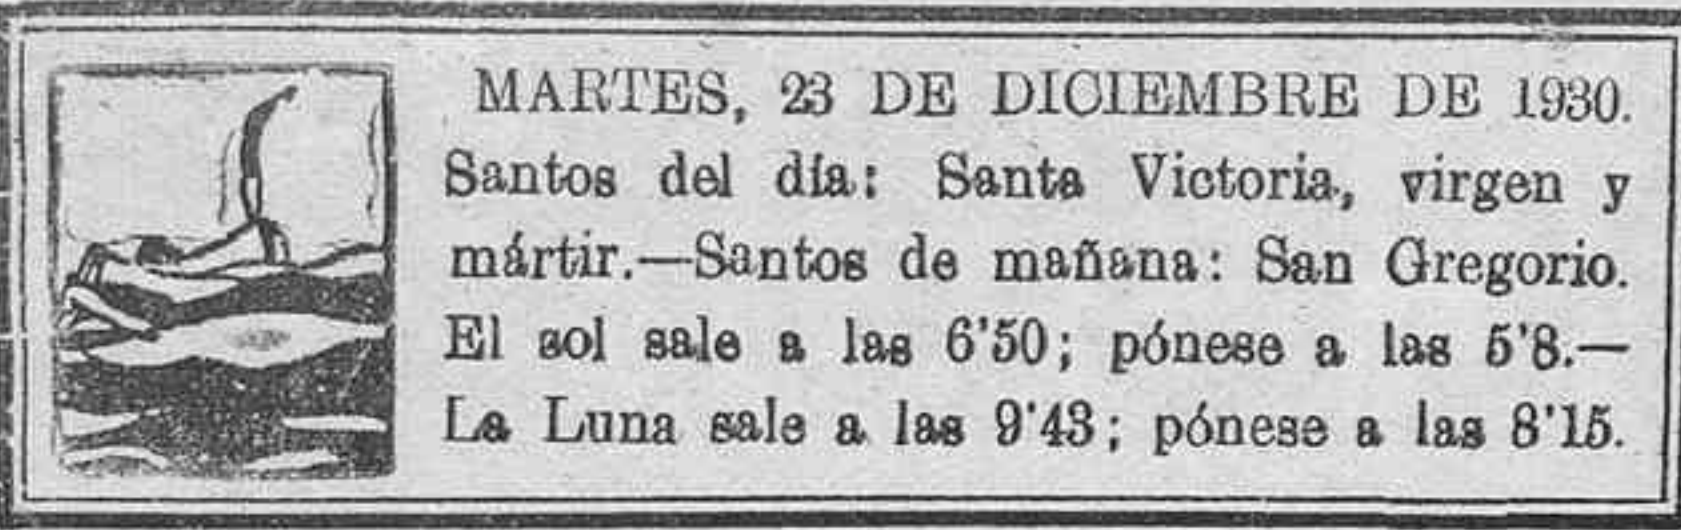 MARTES, 23 DE DICIEMBRE DE 1930.
Santos del día: Santa Victoria, virgen y
mártir.—Santos de mañana: San Gregorio.
El sol sale a las 6'50; pónese a las 5'8.—
La Luna sale a las 9'43; pónese a las 8'15.